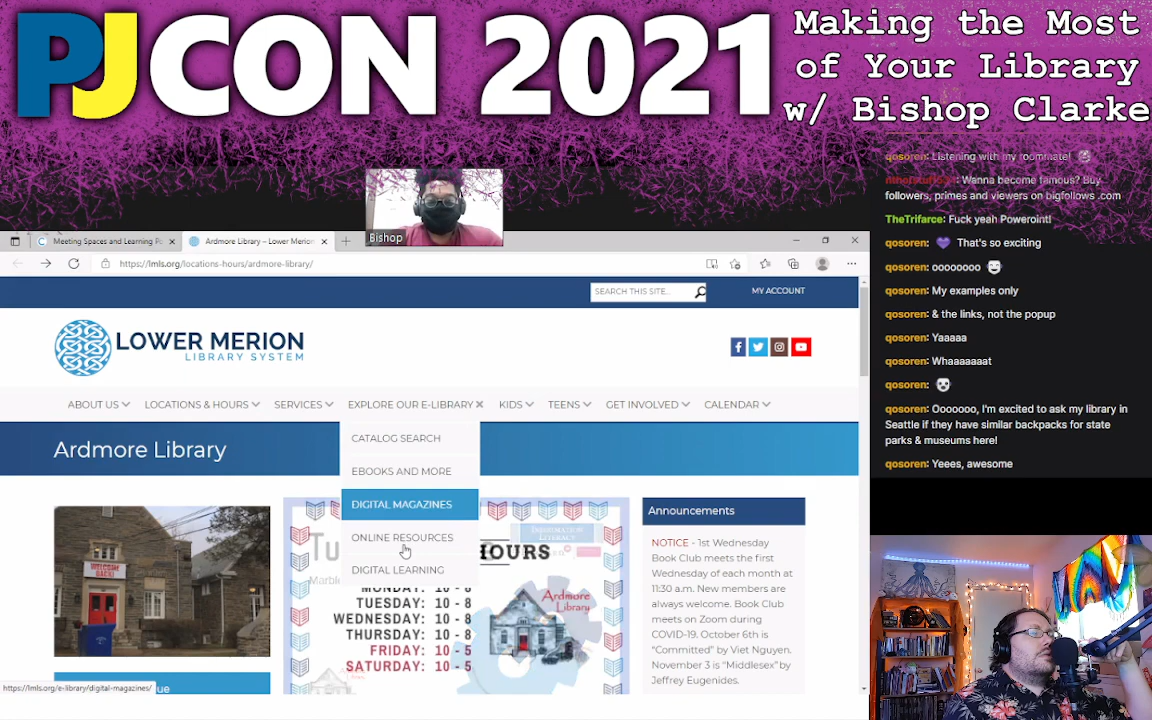 PJCON 2021
Making the Most
of Your Library
w/ Bishop Clarke
qosoren: Listening with my roommate!
Wanna become famous? Buy
followers, primes and viewers on bigfollows .com
TheTrifarce: Fuck yeah Poweroint!
qosoren: That's so exciting
qosoren: oooooooo
qosoren: My examples only
qosoren: & the links, not the popup
qosoren: Yaaaaa
qosoren: Whaaaaaaat
qosoren:
qosoren: Ooooooo, I'm excited to ask my library in
Seattle if they have similar backpacks for state
parks & museums here!
qosoren: Yeees, awesome
Bishop
Meeting Spaces and Learning Po
Ardmore Library – Lower Merion
https://lmls.org/locations-hours/ardmore-library/
SEARCH THIS SITE...
MY ACCOUNT
LOWER MERION
LIBRARY SYSTEM
ABOUT US
LOCATIONS & HOURS
SERVICES
EXPLORE OUR E-LIBRARY
KIDS
TEENS
GET INVOLVED
CALENDAR
Ardmore Library
CATALOG SEARCH
EBOOKS AND MORE
DIGITAL MAGAZINES
ONLINE RESOURCES
DIGITAL LEARNING
WELCOME
BACK!
HOURS
MONDAY: 10 - 8
TUESDAY: 10 - 8
WEDNESDAY: 10 - 8
THURSDAY: 10 - 8
FRIDAY: 10 - 5
SATURDAY: 10 - 5
Ardmore
Library
Announcements
NOTICE - 1st Wednesday
Book Club meets the first
Wednesday of each month at
11:30 a.m. New members are
always welcome. Book Club
meets on Zoom during
COVID-19. October 6th is
"Committed" by Viet Nguyen.
November 3 is "Middlesex" by
Jeffrey Eugenides.
https://lmls.org/e-library/digital-magazines/